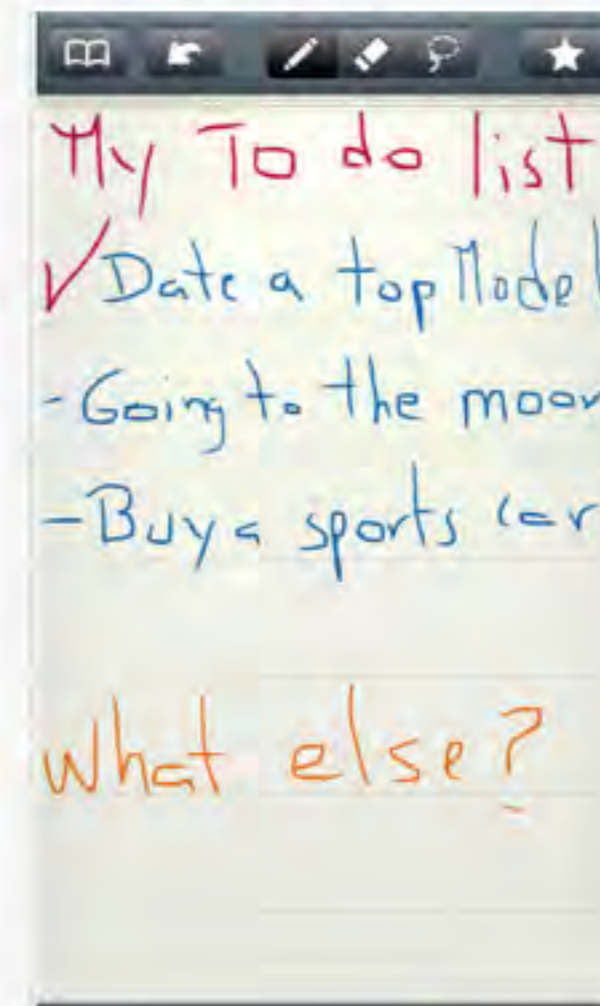 My To do list
✓ Date a top Model
- Going to the moon
- Buy a sports car
What else?